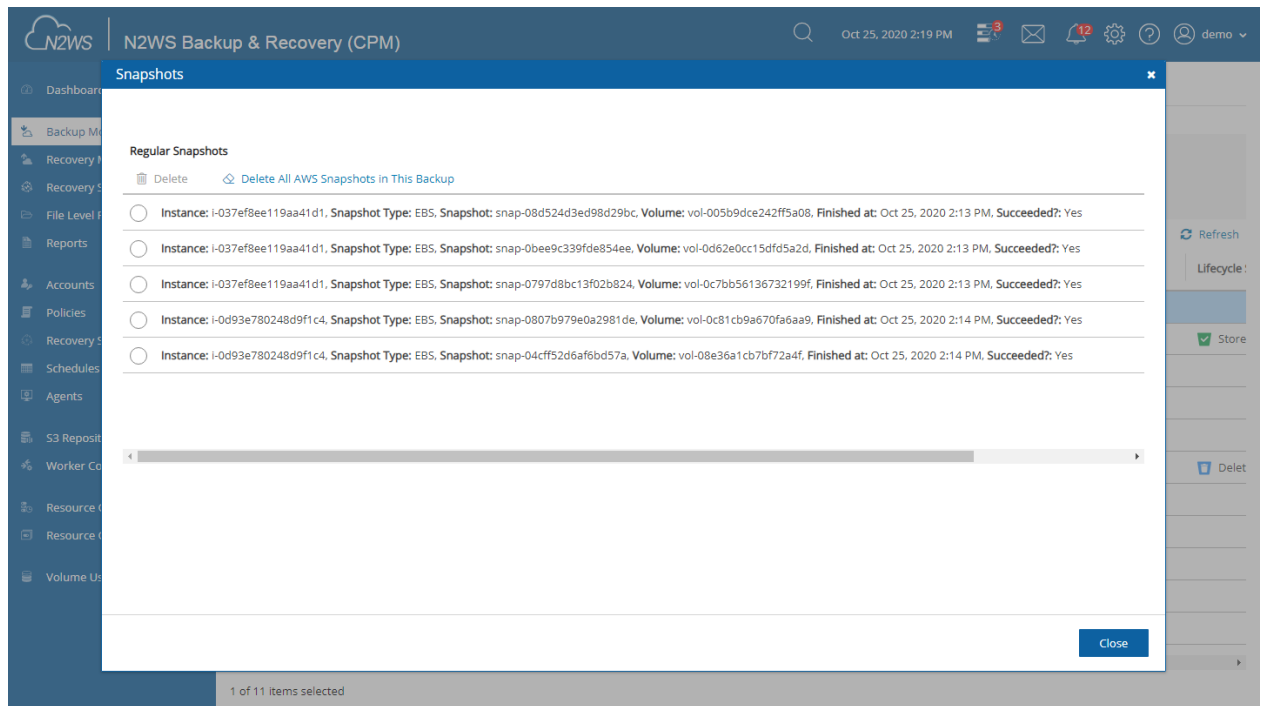 N2WS
N2WS Backup & Recovery (CPM)
Oct 25, 2020 2:19 PM
3
12
demo
Snapshots
Dashboard
Backup Mo
Recovery M
Recovery S
File Level R
Reports
Accounts
Policies
Recovery S
Schedules
Agents
S3 Reposit
Worker Co
Resource C
Resource C
Volume Us
Regular Snapshots
Delete Delete All AWS Snapshots in This Backup
Instance: i-037ef8ee119aa41d1, Snapshot Type: EBS, Snapshot: snap-08d524d3ed98d29bc, Volume: vol-005b9dce242ff5a08, Finished at: Oct 25, 2020 2:13 PM, Succeeded?: Yes
Instance: i-037ef8ee119aa41d1, Snapshot Type: EBS, Snapshot: snap-0bee9c339fde854ee, Volume: vol-0d62e0cc15dfd5a2d, Finished at: Oct 25, 2020 2:13 PM, Succeeded?: Yes
Instance: i-037ef8ee119aa41d1, Snapshot Type: EBS, Snapshot: snap-0797d8bc13f02b824, Volume: vol-0c7bb56136732199f, Finished at: Oct 25, 2020 2:13 PM, Succeeded?: Yes
Instance: i-0d93e780248d9f1c4, Snapshot Type: EBS, Snapshot: snap-0807b979e0a2981de, Volume: vol-0c81cb9a670fa6aa9, Finished at: Oct 25, 2020 2:14 PM, Succeeded?: Yes
Instance: i-0d93e780248d9f1c4, Snapshot Type: EBS, Snapshot: snap-04cff52d6af6bd57a, Volume: vol-08e36a1cb7bf72a4f, Finished at: Oct 25, 2020 2:14 PM, Succeeded?: Yes
Refresh
Lifecycle
Store
Delet
Close
1 of 11 items selected